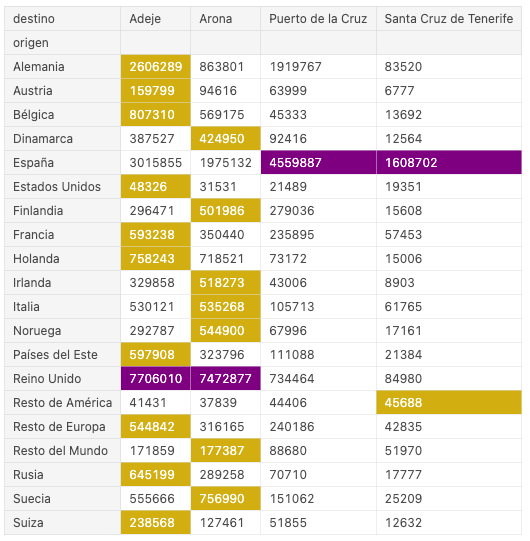 destino Adeje Arona Puerto de la Cruz Santa Cruz de Tenerife
origen
Alemania 2606289 863801 1919767 83520
Austria 159799 94616 63999 6777
Bélgica 807310 569175 45333 13692
Dinamarca 387527 424950 92416 12564
España 3015855 1975132 4559887 1608702
Estados Unidos 48326 31531 21489 19351
Finlandia 296471 501986 279036 15608
Francia 593238 350440 235895 57453
Holanda 758243 718521 73172 15006
Irlanda 329858 518273 43006 8903
Italia 530121 535268 105713 61765
Noruega 292787 544900 67996 17161
Países del Este 597908 323796 111088 21384
Reino Unido 7706010 7472877 734464 84980
Resto de América 41431 37839 44406 45688
Resto de Europa 544842 316165 240186 42835
Resto del Mundo 171859 177387 88680 51970
Rusia 645199 289258 70710 17777
Suecia 555666 756990 151062 25209
Suiza 238568 127461 51855 12632